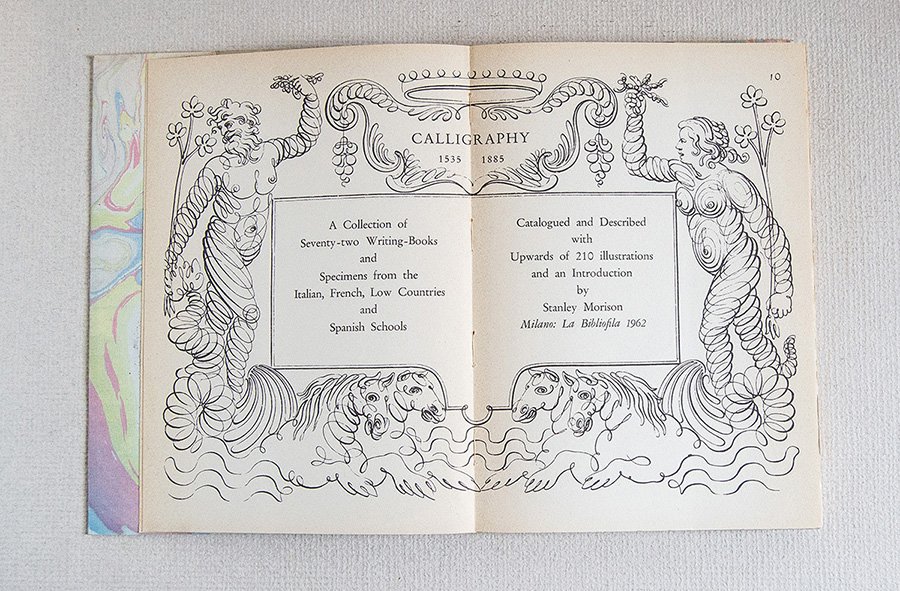 10
CALLIGRAPHY
1535 1885
A Collection of
Seventy-two Writing-Books
and
Specimens from the
Italian, French, Low Countries
and
Spanish Schools
Catalogued and Described
with
Upwards of 210 illustrations
and an Introduction
by
Stanley Morison
Milano: La Bibliofila 1962